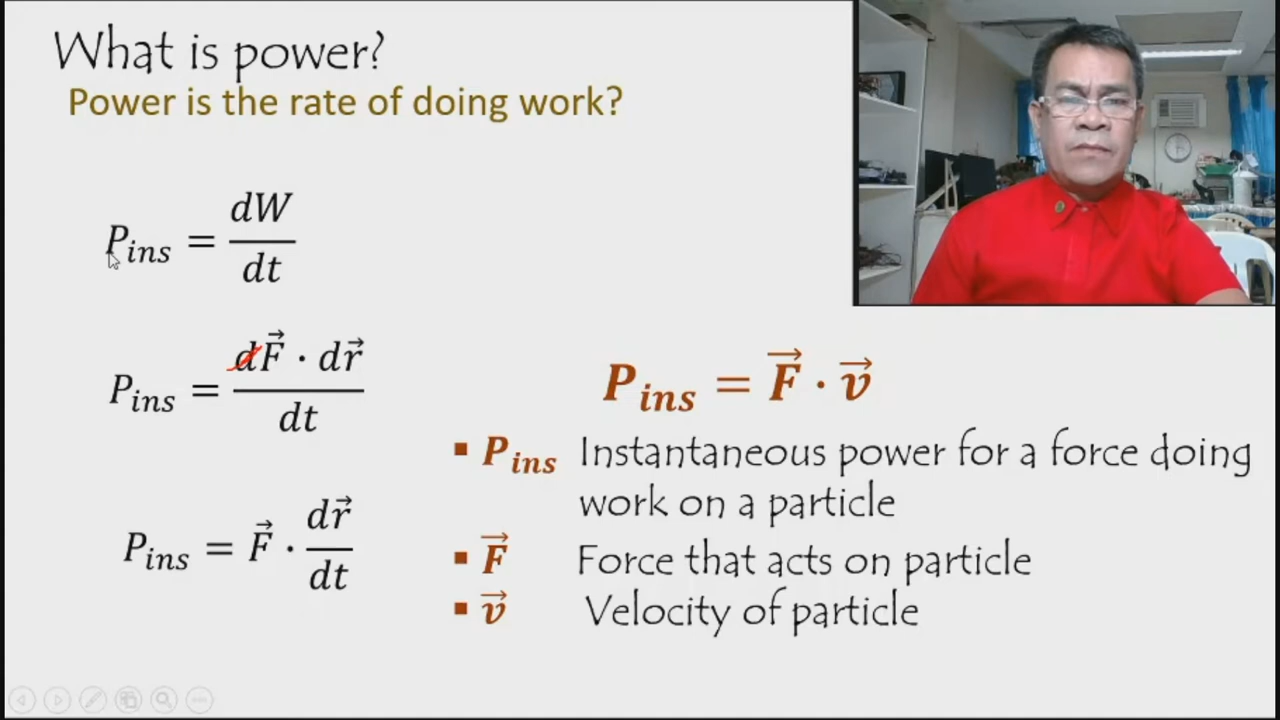 What is power?
Power is the rate of doing work?
P_ins = dW/dt
P_ins = dF⃗ · dr⃗/dt
P_ins = F⃗ · dr⃗/dt
P_ins = F⃗ · v⃗
▪ P_ins Instantaneous power for a force doing
work on a particle
▪ F⃗ Force that acts on particle
▪ v⃗ Velocity of particle